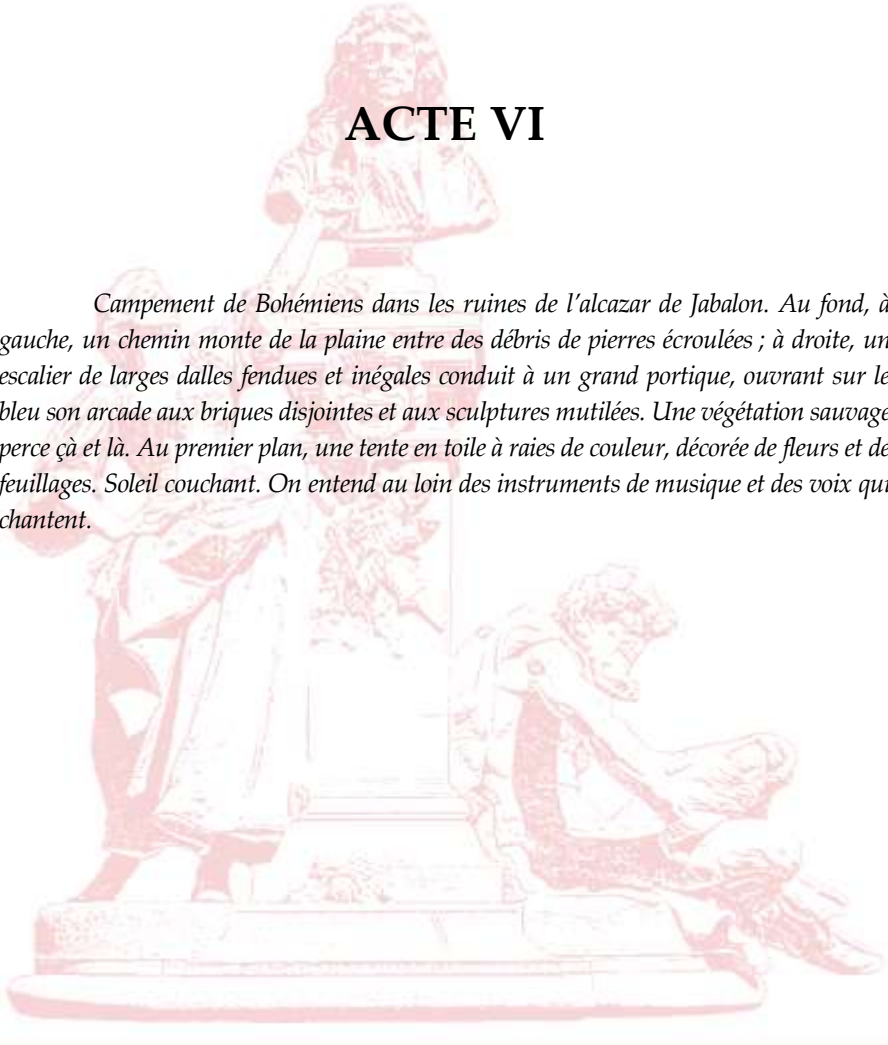 ACTE VI
Campement de Bohémiens dans les ruines de l’alcazar de Jabalon. Au fond, à
gauche, un chemin monte de la plaine entre des débris de pierres écroulées ; à droite, un
escalier de larges dalles fendues et inégales conduit à un grand portique, ouvrant sur le
bleu son arcade aux briques disjointes et aux sculptures mutilées. Une végétation sauvage
perce çà et là. Au premier plan, une tente en toile à raies de couleur, décorée de fleurs et de
feuillages. Soleil couchant. On entend au loin des instruments de musique et des voix qui
chantent.